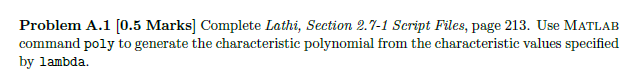 Problem A.1 [0.5 Marks] Complete Lathi, Section 2.7-1 Script Files, page 213. Use MATLAB
command poly to generate the characteristic polynomial from the characteristic values specified
by lambda.